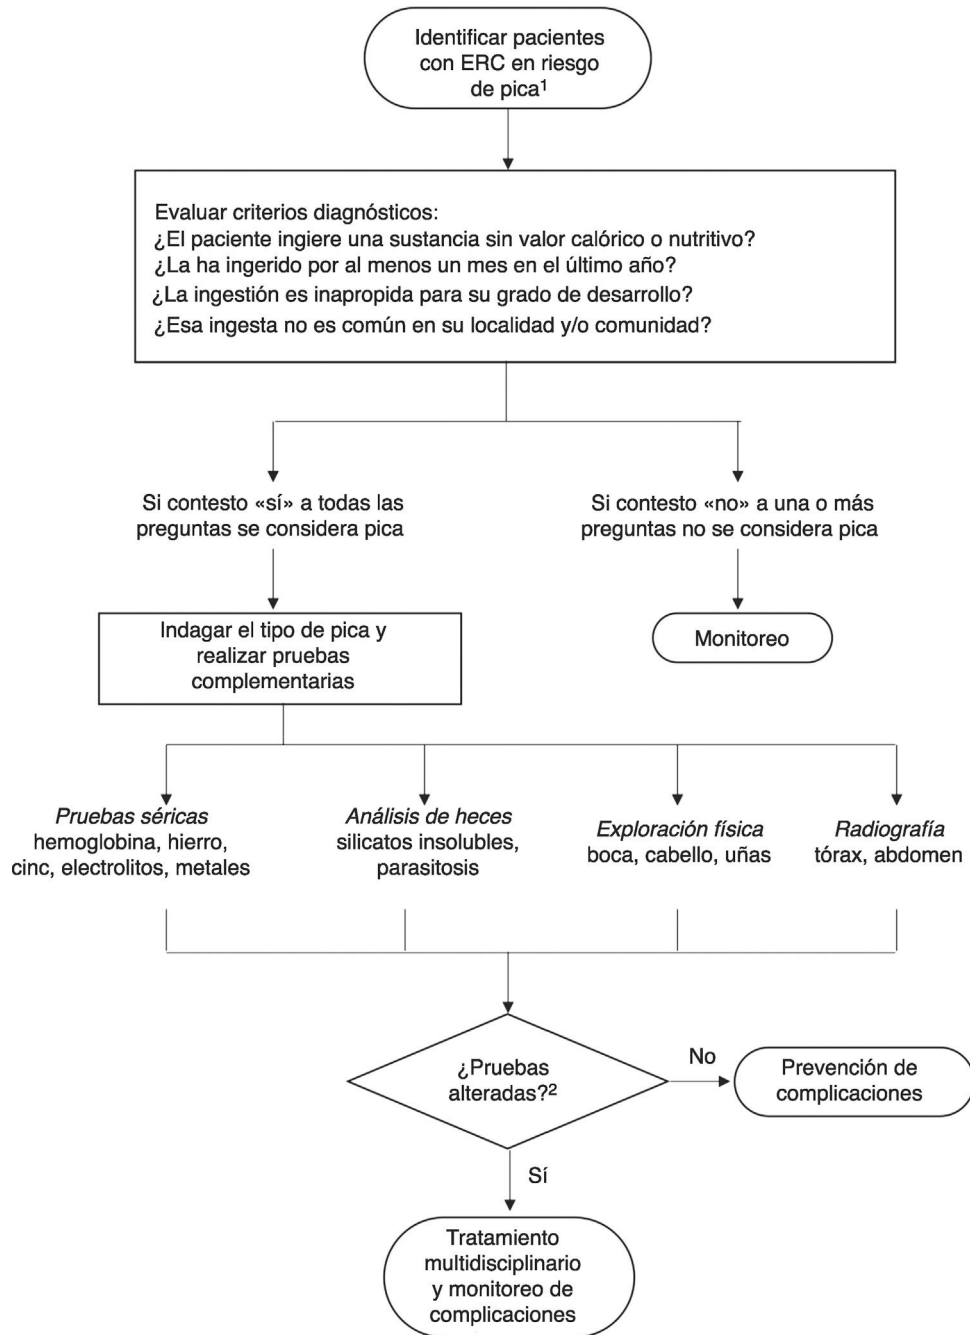 Identificar pacientes
con ERC en riesgo
de pica¹
Evaluar criterios diagnósticos:
¿El paciente ingiere una sustancia sin valor calórico o nutritivo?
¿La ha ingerido por al menos un mes en el último año?
¿La ingestión es inapropida para su grado de desarrollo?
¿Esa ingesta no es común en su localidad y/o comunidad?
Si contesto «sí» a todas las
preguntas se considera pica
Si contesto «no» a una o más
preguntas no se considera pica
Indagar el tipo de pica y
realizar pruebas
complementarias
Monitoreo
Pruebas séricas
hemoglobina, hierro,
cinc, electrolitos, metales
Análisis de heces
silicatos insolubles,
parasitosis
Exploración física
boca, cabello, uñas
Radiografía
tórax, abdomen
¿Pruebas
alteradas?²
No
Prevención de
complicaciones
Sí
Tratamiento
multidisciplinario
y monitoreo de
complicaciones